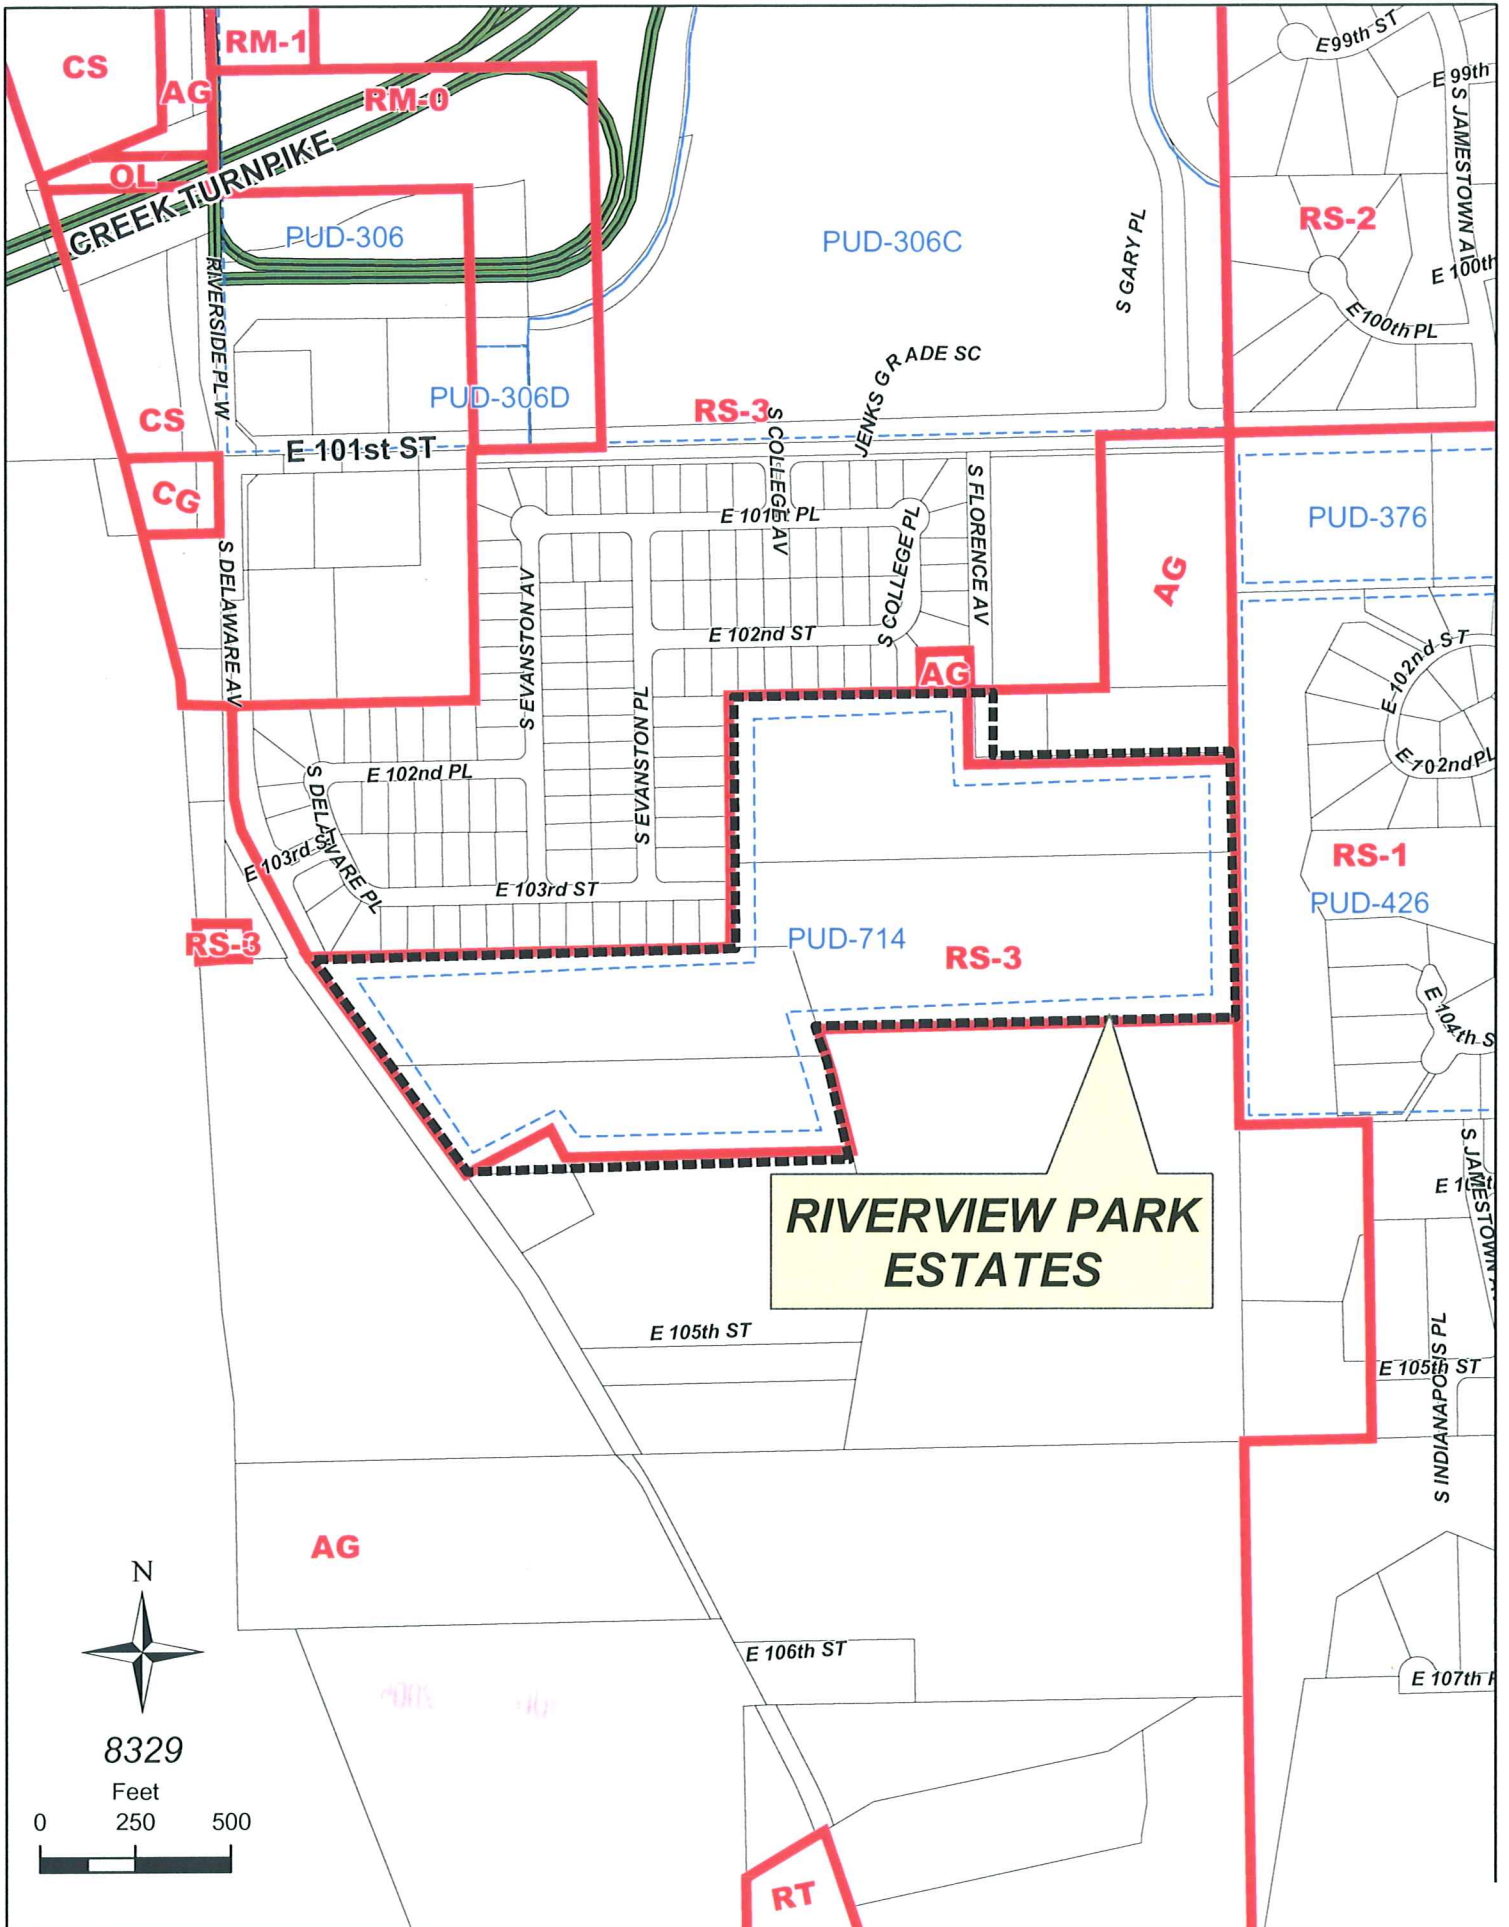 RM-1
CS
AG
RM-0
E 99th ST
E 99th
S JAMESTOWN AV
CREEK TURNPIKE
OL
PUD-306
PUD-306C
RS-2
S GARY PL
E 100th
E 100th PL
RIVERSIDE PL W
JENKS GRADE SC
PUD-306D
RS-3
CS
E 101st ST
S COLLEGE AV
CG
E 101st PL
S COLLEGE PL
S FLORENCE AV
AG
PUD-376
S DELAWARE AV
S EVANSTON AV
E 102nd ST
E 102nd ST
AG
S EVANSTON PL
E 102nd PL
E 102nd PL
S DELAWARE PL
E 103rd ST
E 103rd ST
RS-1
PUD-426
RS-3
PUD-714
RS-3
E 104th S
RIVERVIEW PARK
ESTATES
S JAMESTOWN
E 105th ST
E 105th ST
S INDIANAPOLIS PL
AG
N
E 106th ST
E 107th
8329
Feet
0 250 500
RT